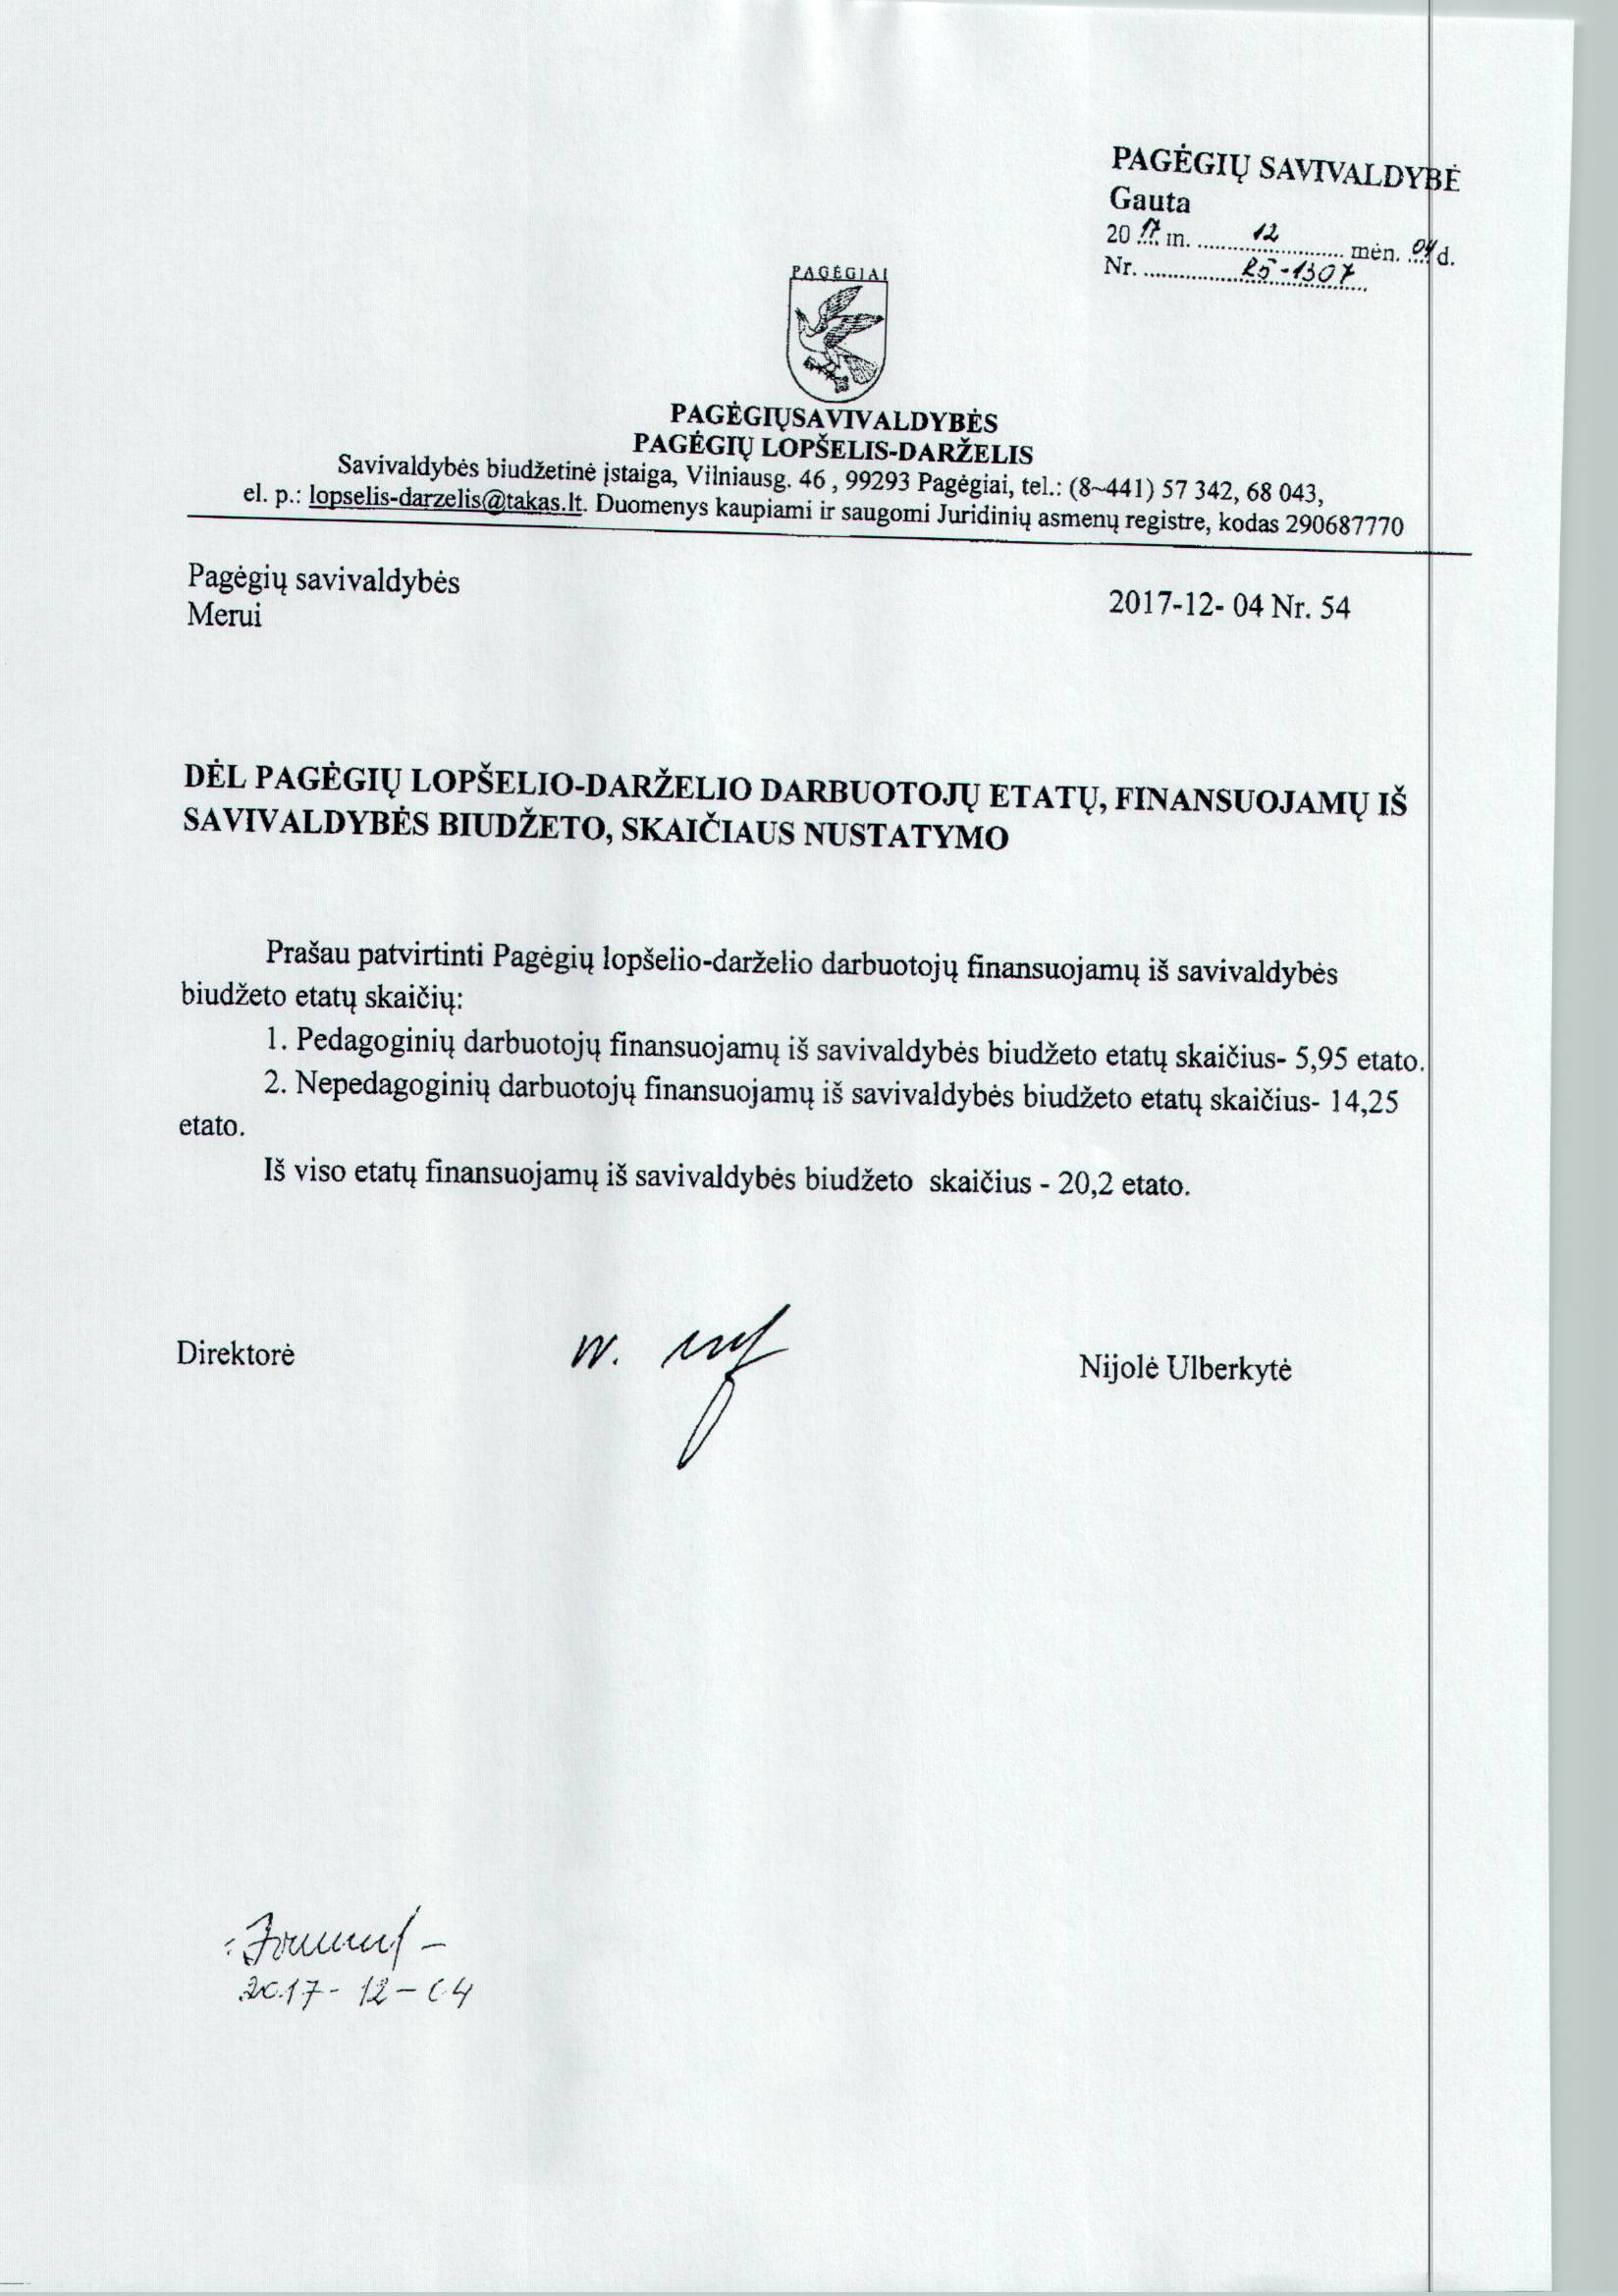 PAGĖGIŲ SAVIVALDYBĖ
Gauta
2017 m. 12 mėn. 04 d.
Nr. R5-1307
PAGĖGIAI
PAGĖGIŲSAVIVALDYBĖS
PAGĖGIŲ LOPŠELIS-DARŽELIS
Savivaldybės biudžetinė įstaiga, Vilniausg. 46 , 99293 Pagėgiai, tel.: (8~441) 57 342, 68 043,
el. p.: lopselis-darzelis@takas.lt. Duomenys kaupiami ir saugomi Juridinių asmenų registre, kodas 290687770
Pagėgių savivaldybės
Merui
2017-12- 04 Nr. 54
DĖL PAGĖGIŲ LOPŠELIO-DARŽELIO DARBUOTOJŲ ETATŲ, FINANSUOJAMŲ IŠ
SAVIVALDYBĖS BIUDŽETO, SKAIČIAUS NUSTATYMO
Prašau patvirtinti Pagėgių lopšelio-darželio darbuotojų finansuojamų iš savivaldybės
biudžeto etatų skaičių:
1. Pedagoginių darbuotojų finansuojamų iš savivaldybės biudžeto etatų skaičius- 5,95 etato.
2. Nepedagoginių darbuotojų finansuojamų iš savivaldybės biudžeto etatų skaičius- 14,25
etato.
Iš viso etatų finansuojamų iš savivaldybės biudžeto skaičius - 20,2 etato.
Direktorė
Nijolė Ulberkytė
2017-12-04